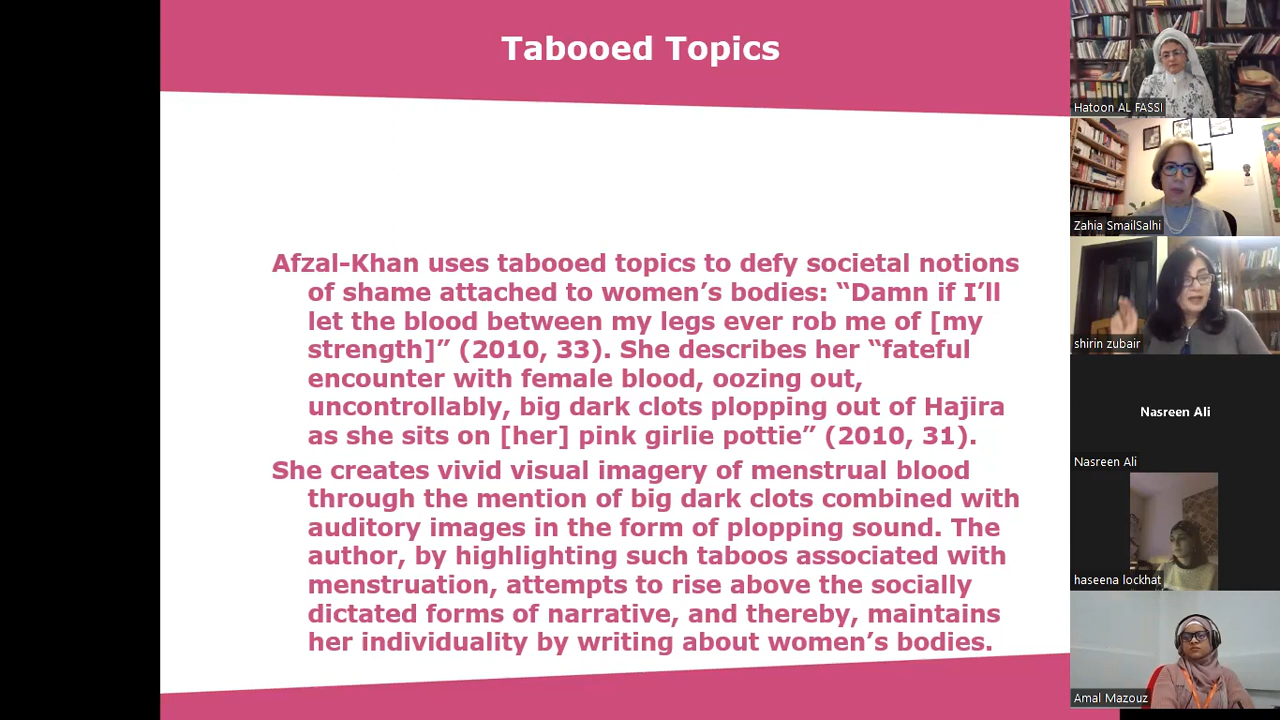 Tabooed Topics
Afzal-Khan uses tabooed topics to defy societal notions
of shame attached to women’s bodies: “Damn if I’ll
let the blood between my legs ever rob me of [my
strength]” (2010, 33). She describes her “fateful
encounter with female blood, oozing out,
uncontrollably, big dark clots plopping out of Hajira
as she sits on [her] pink girlie pottie” (2010, 31).
She creates vivid visual imagery of menstrual blood
through the mention of big dark clots combined with
auditory images in the form of plopping sound. The
author, by highlighting such taboos associated with
menstruation, attempts to rise above the socially
dictated forms of narrative, and thereby, maintains
her individuality by writing about women’s bodies.
Hatoon AL FASSI
Zahia SmailSalhi
shirin zubair
Nasreen Ali
Nasreen Ali
haseena lockhat
Amal Mazouz